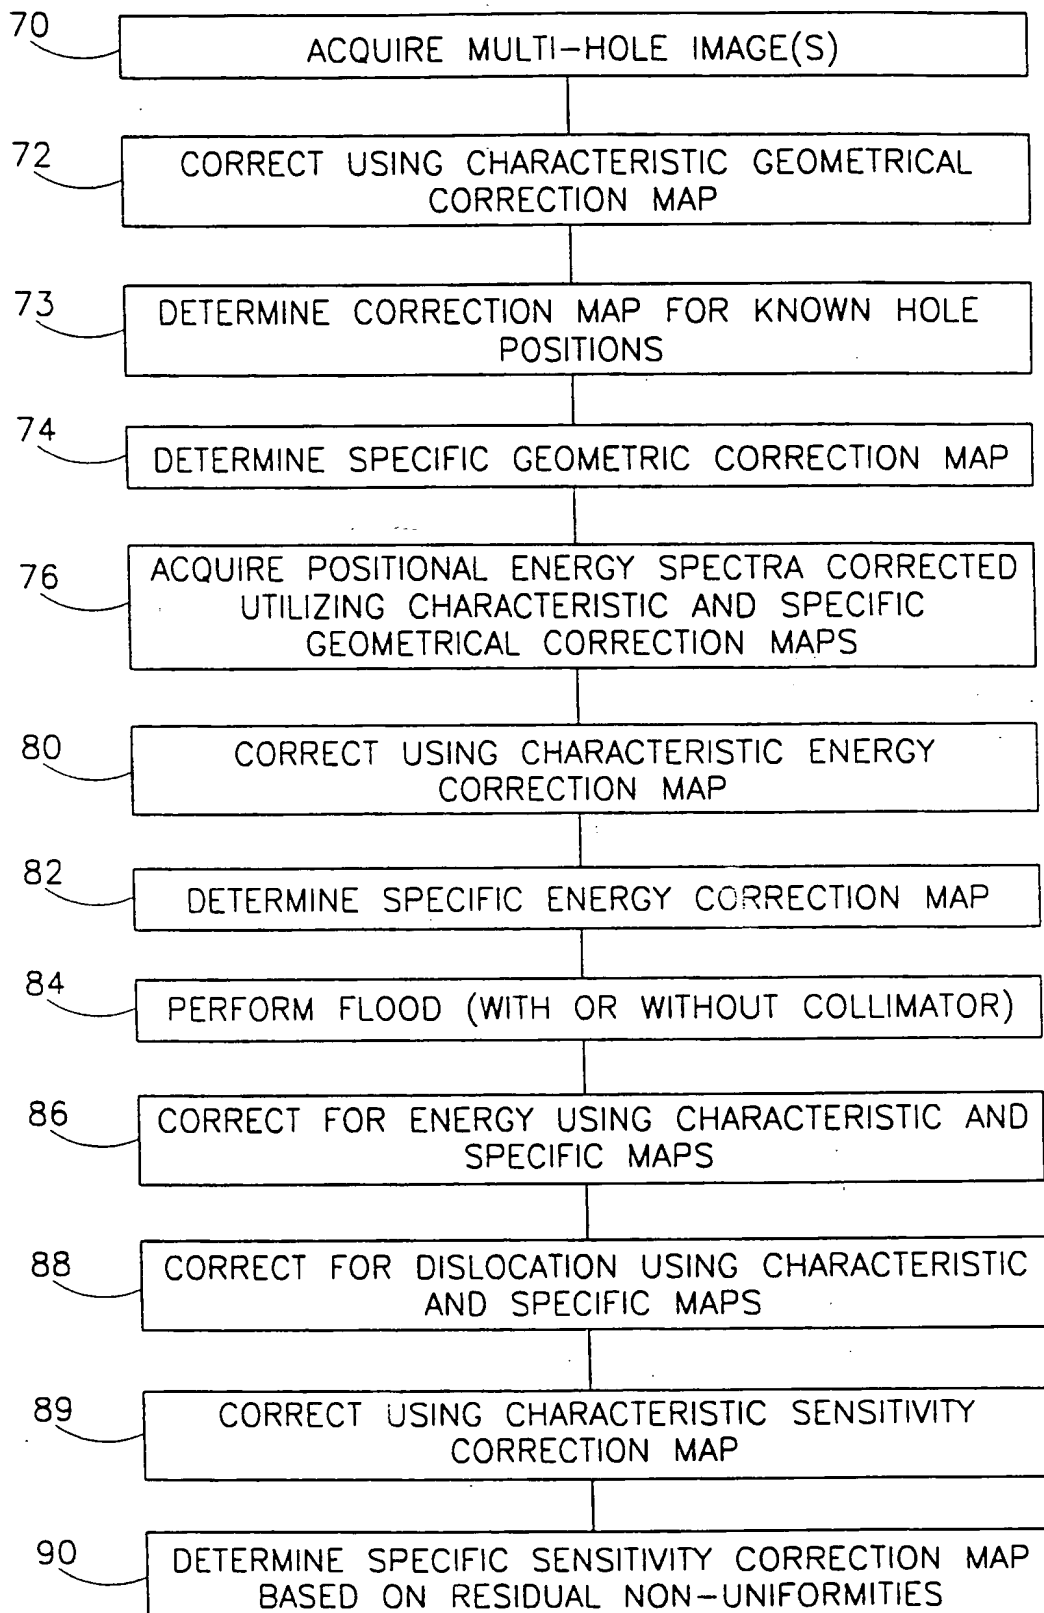 70
ACQUIRE MULTI-HOLE IMAGE(S)
72
CORRECT USING CHARACTERISTIC GEOMETRICAL
CORRECTION MAP
73
DETERMINE CORRECTION MAP FOR KNOWN HOLE
POSITIONS
74
DETERMINE SPECIFIC GEOMETRIC CORRECTION MAP
76
ACQUIRE POSITIONAL ENERGY SPECTRA CORRECTED
UTILIZING CHARACTERISTIC AND SPECIFIC
GEOMETRICAL CORRECTION MAPS
80
CORRECT USING CHARACTERISTIC ENERGY
CORRECTION MAP
82
DETERMINE SPECIFIC ENERGY CORRECTION MAP
84
PERFORM FLOOD (WITH OR WITHOUT COLLIMATOR)
86
CORRECT FOR ENERGY USING CHARACTERISTIC AND
SPECIFIC MAPS
88
CORRECT FOR DISLOCATION USING CHARACTERISTIC
AND SPECIFIC MAPS
89
CORRECT USING CHARACTERISTIC SENSITIVITY
CORRECTION MAP
90
DETERMINE SPECIFIC SENSITIVITY CORRECTION MAP
BASED ON RESIDUAL NON-UNIFORMITIES